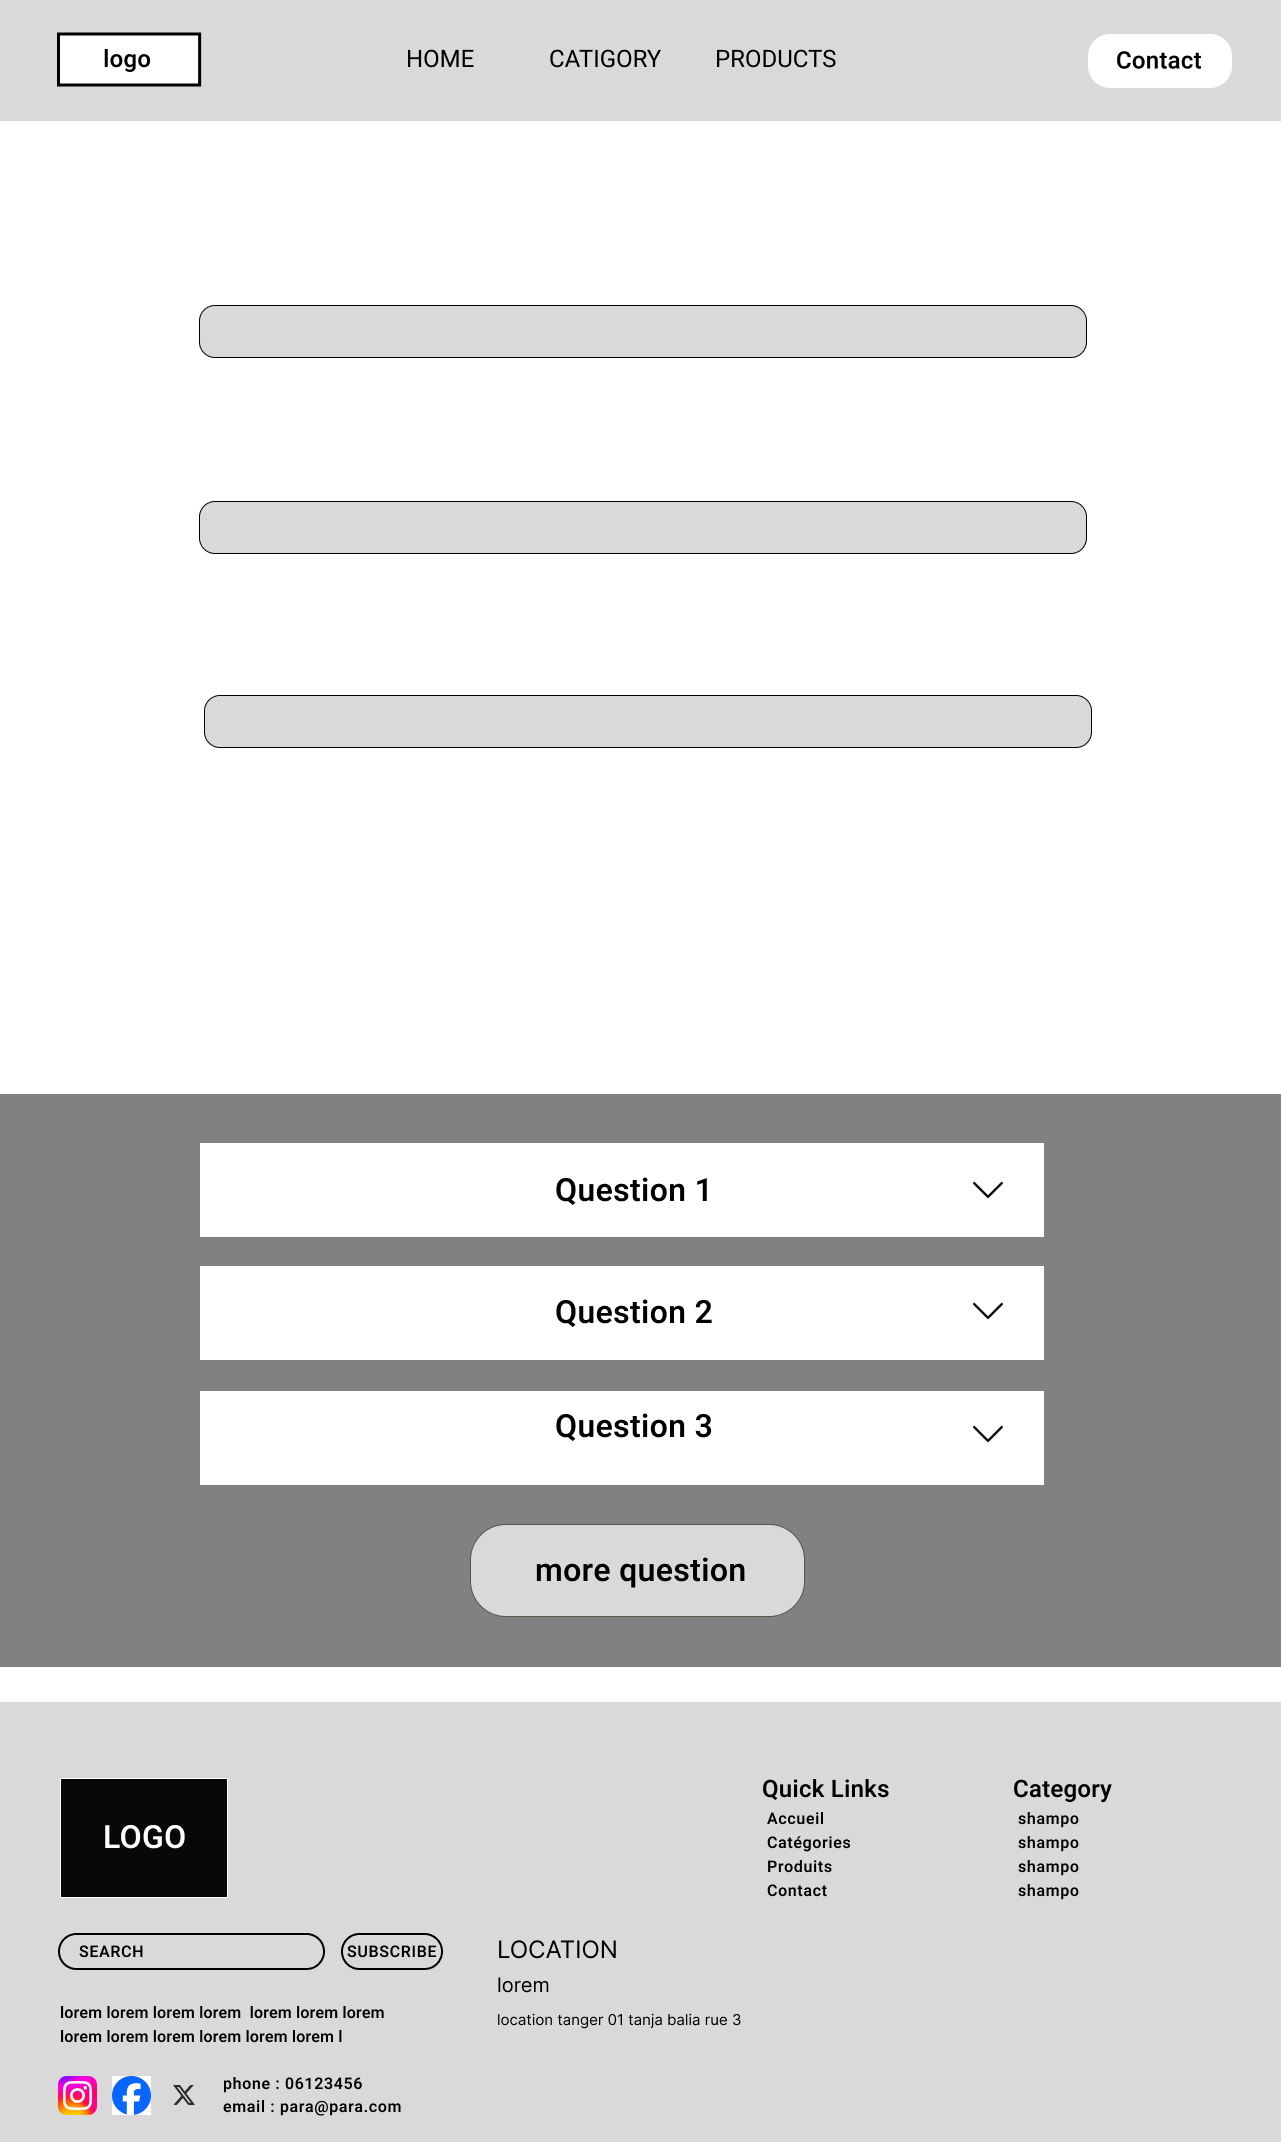 logo
HOME
CATIGORY
PRODUCTS
Contact
Question 1
Question 2
Question 3
more question
LOGO
Quick Links
Accueil
Catégories
Produits
Contact
Category
shampo
shampo
shampo
shampo
SEARCH
SUBSCRIBE
lorem lorem lorem lorem  lorem lorem lorem
lorem lorem lorem lorem lorem lorem l
LOCATION
lorem
location tanger 01 tanja balia rue 3
phone : 06123456
email : para@para.com